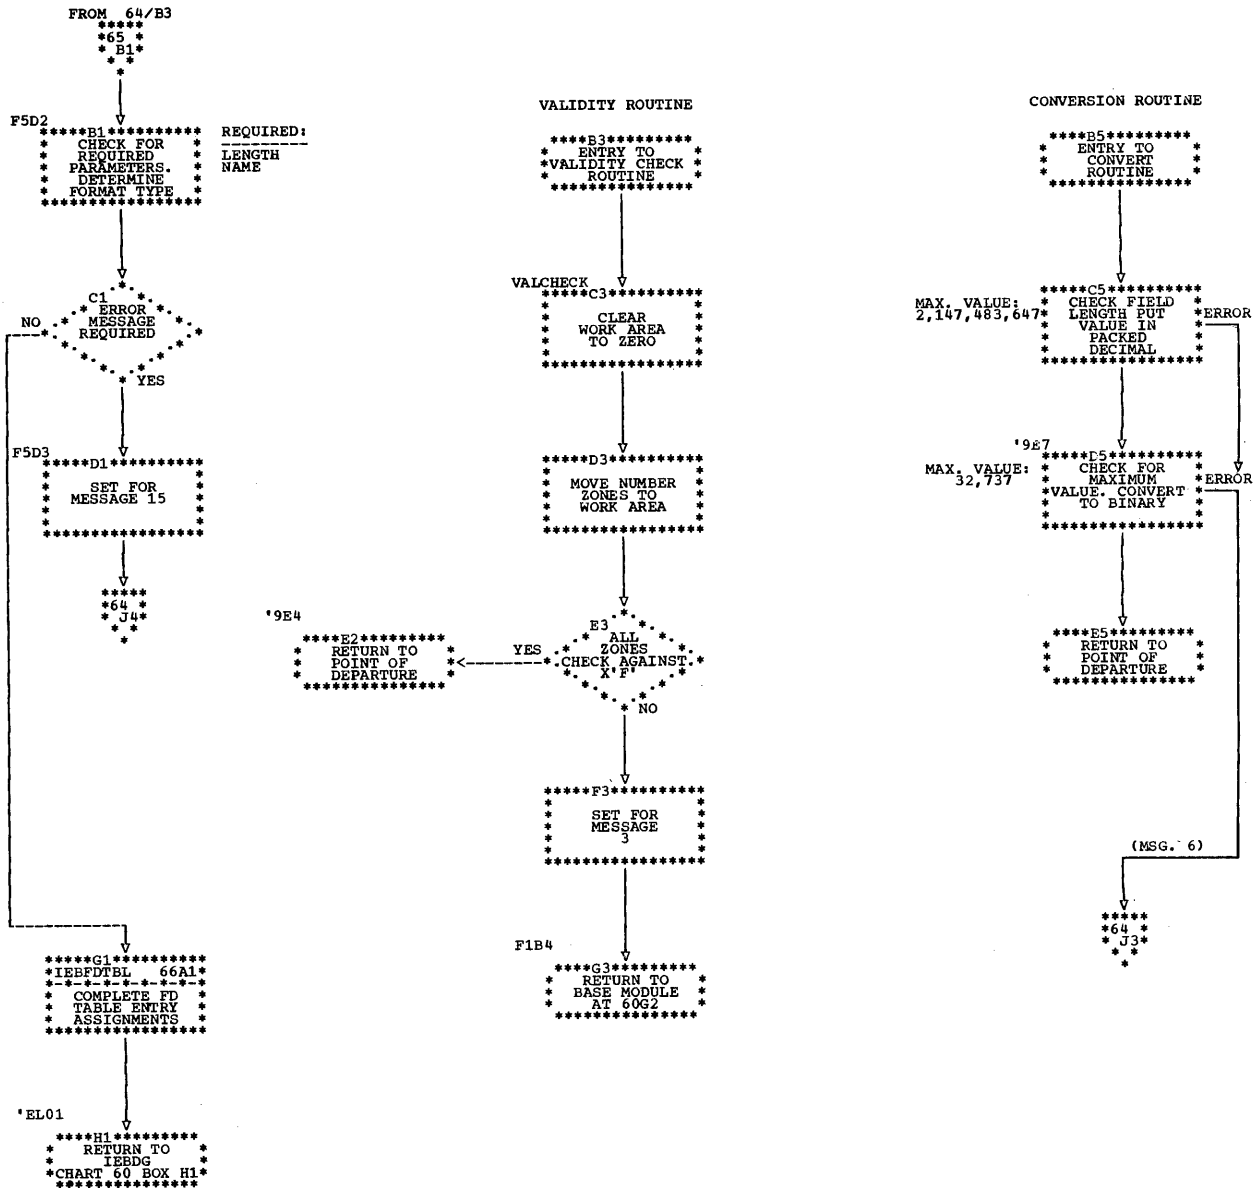 FROM 64/B3
65
B1
F5D2
B1
CHECK FOR
REQUIRED
PARAMETERS.
DETERMINE
FORMAT TYPE
REQUIRED:
LENGTH
NAME
C1
ERROR
MESSAGE
REQUIRED
NO
YES
F5D3
D1
SET FOR
MESSAGE 15
64
J4
G1
IEBFDTBL 66A1
COMPLETE FD
TABLE ENTRY
ASSIGNMENTS
'EL01
H1
RETURN TO
IEBDG
CHART 60 BOX H1
VALIDITY ROUTINE
B3
ENTRY TO
VALIDITY CHECK
ROUTINE
VALCHECK
C3
CLEAR
WORK AREA
TO ZERO
D3
MOVE NUMBER
ZONES TO
WORK AREA
E3
ALL
ZONES
CHECK AGAINST
X'F'
YES
NO
'9E4
E2
RETURN TO
POINT OF
DEPARTURE
F3
SET FOR
MESSAGE
3
F1B4
G3
RETURN TO
BASE MODULE
AT 60G2
CONVERSION ROUTINE
B5
ENTRY TO
CONVERT
ROUTINE
MAX. VALUE:
2,147,483,647
C5
CHECK FIELD
LENGTH PUT
VALUE IN
PACKED
DECIMAL
ERROR
'9E7
MAX. VALUE:
32,737
D5
CHECK FOR
MAXIMUM
VALUE. CONVERT
TO BINARY
ERROR
E5
RETURN TO
POINT OF
DEPARTURE
(MSG. 6)
64
J3